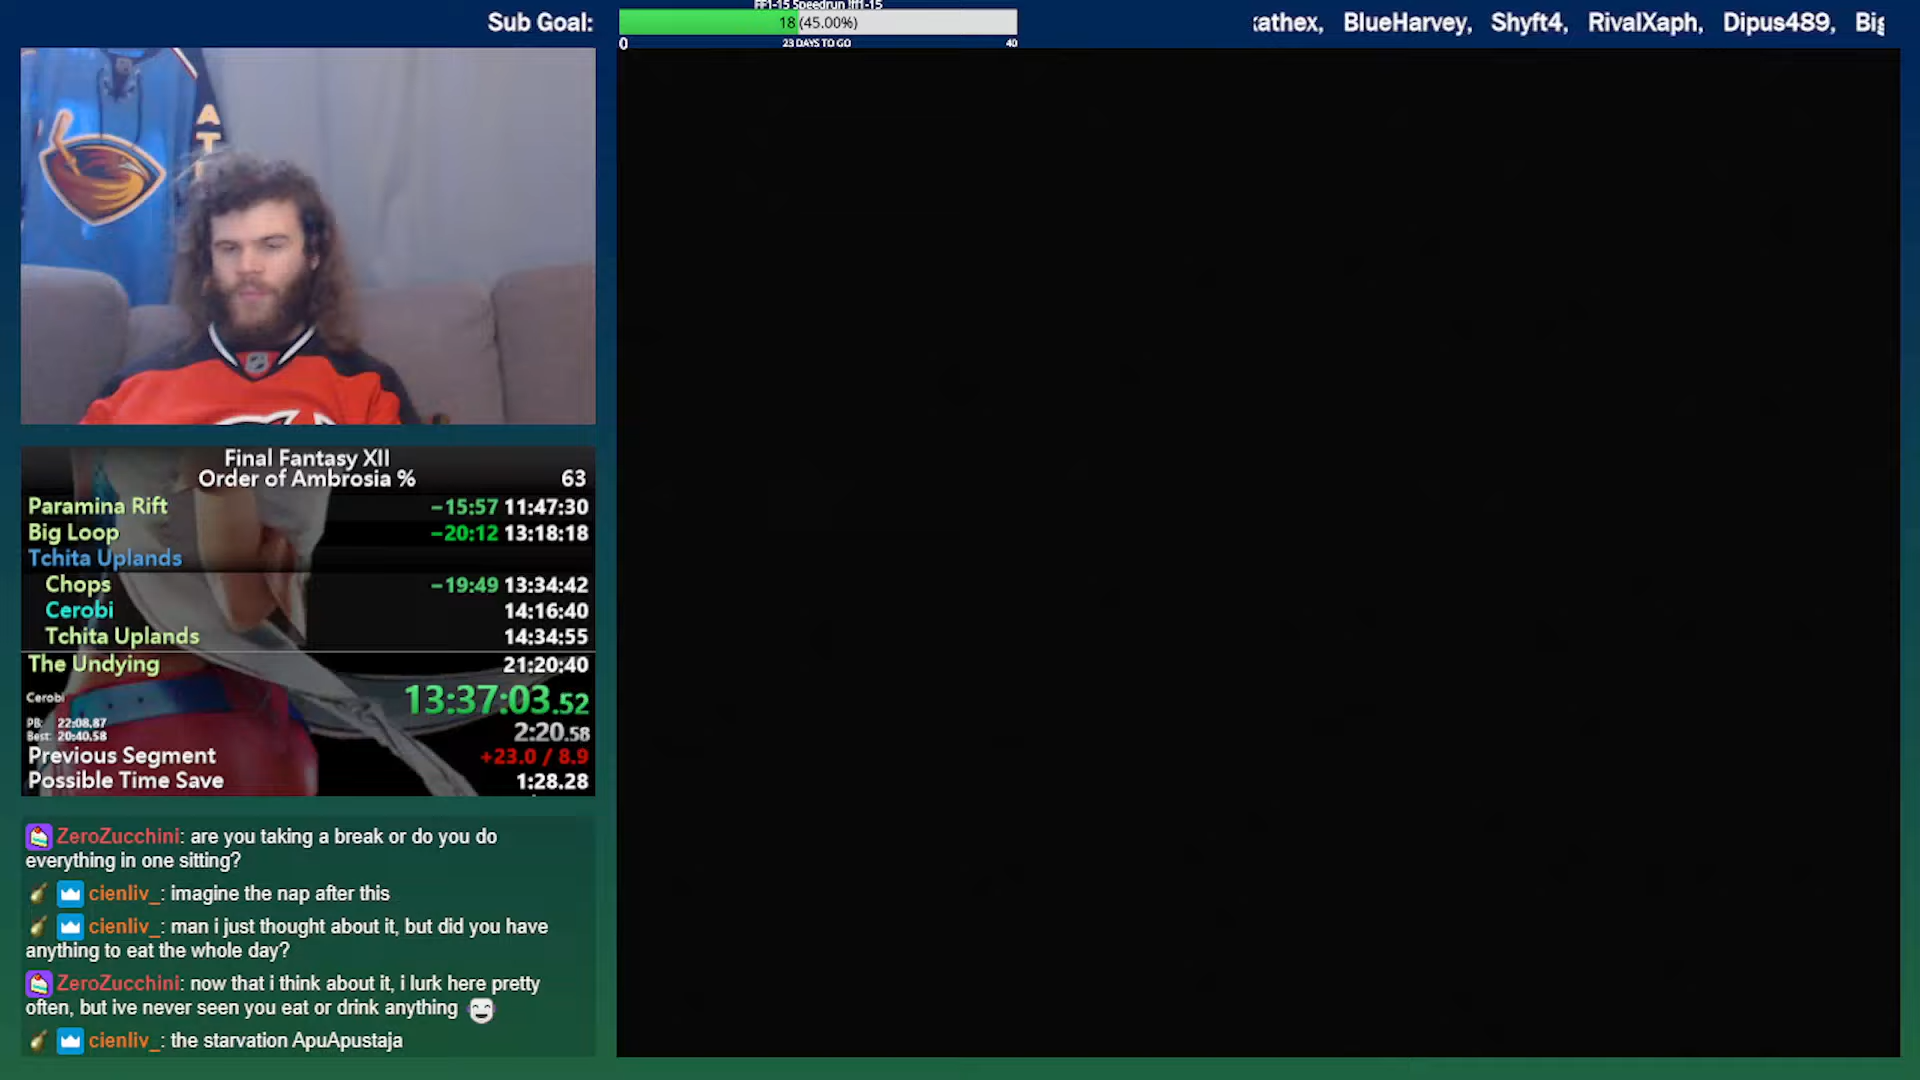 Sub Goal:
FF1-15 Speedrun !ff1-15
18 (45.00%)
0
23 DAYS TO GO
40
athex, BlueHarvey, Shyft4, RivalXaph, Dipus489, Big
AT
Final Fantasy XII
Order of Ambrosia %
63
Paramina Rift −15:57 11:47:30
Big Loop −20:12 13:18:18
Tchita Uplands
Chops −19:49 13:34:42
Cerobi 14:16:40
Tchita Uplands 14:34:55
The Undying 21:20:40
Cerobi 13:37:03.52
PB: 22:08.87
Best: 20:40.58
2:20.58
Previous Segment +23.0 / 8.9
Possible Time Save 1:28.28
ZeroZucchini: are you taking a break or do you do
everything in one sitting?
cienliv_: imagine the nap after this
cienliv_: man i just thought about it, but did you have
anything to eat the whole day?
ZeroZucchini: now that i think about it, i lurk here pretty
often, but ive never seen you eat or drink anything
cienliv_: the starvation ApuApustaja